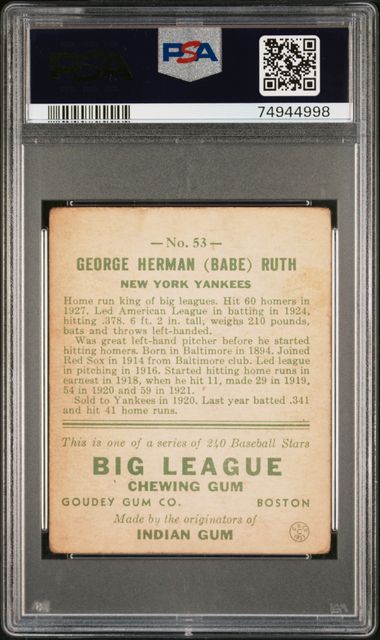 PSA
PSA
74944998
— No. 53 —
GEORGE HERMAN (BABE) RUTH
NEW YORK YANKEES
Home run king of big leagues. Hit 60 homers in
1927. Led American League in batting in 1924,
hitting .378. 6 ft. 2 in. tall, weighs 210 pounds,
bats and throws left-handed.
Was great left-hand pitcher before he started
hitting homers. Born in Baltimore in 1894. Joined
Red Sox in 1914 from Baltimore club. Led league
in pitching in 1916. Started hitting home runs in
earnest in 1918, when he hit 11, made 29 in 1919,
54 in 1920 and 59 in 1921.
Sold to Yankees in 1920. Last year batted .341
and hit 41 home runs.
This is one of a series of 240 Baseball Stars
BIG LEAGUE
CHEWING GUM
GOUDEY GUM CO. BOSTON
Made by the originators of
INDIAN GUM